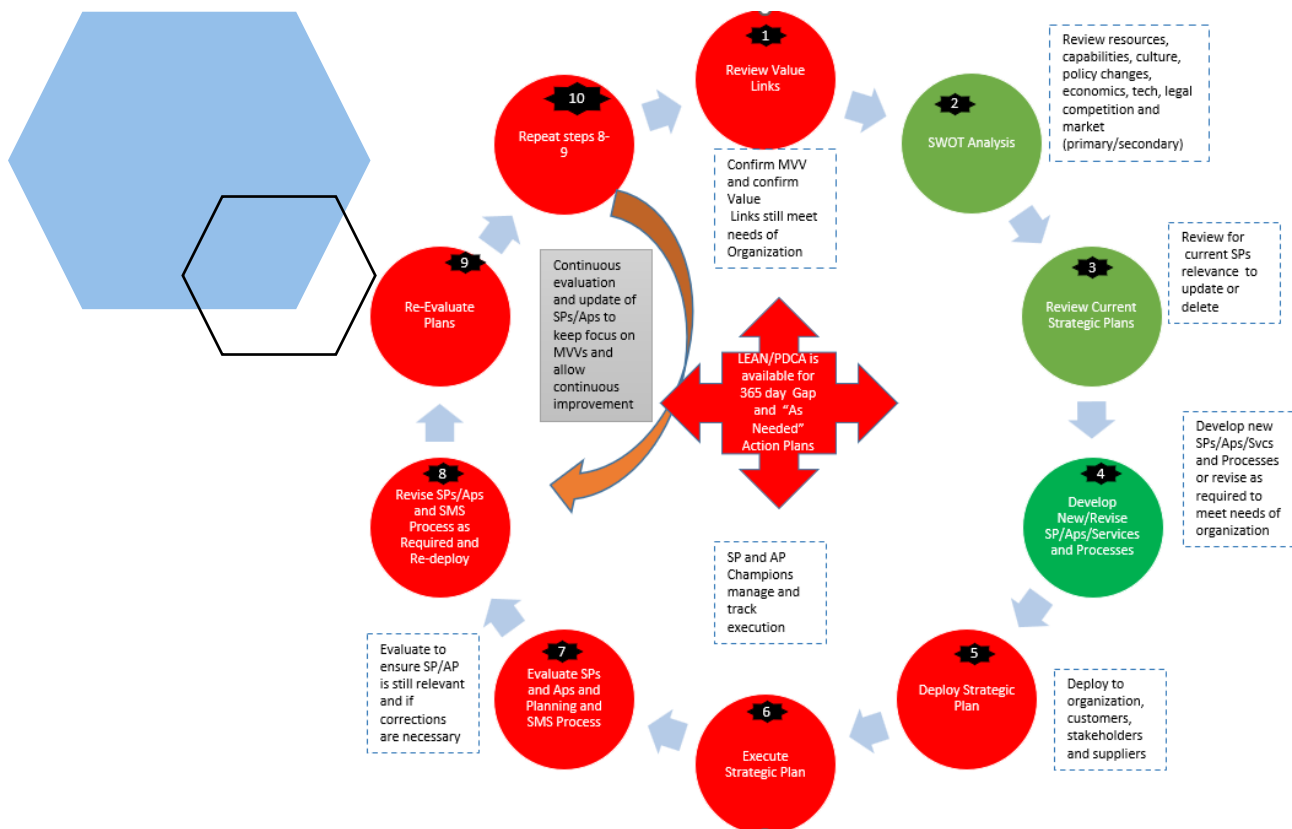 1
Review Value
Links
Confirm MVV
and confirm
Value
Links still meet
needs of
Organization
2
SWOT Analysis
Review resources,
capabilities, culture,
policy changes,
economics, tech, legal
competition and
market
(primary/secondary)
3
Review Current
Strategic Plans
Review for
current SPs
relevance to
update or
delete
4
Develop
New/Revise
SP/Aps/Services
and Processes
Develop new
SPs/Aps/Svcs
and Processes
or revise as
required to
meet needs of
organization
5
Deploy Strategic
Plan
Deploy to
organization,
customers,
stakeholders
and suppliers
6
Execute
Strategic Plan
SP and AP
Champions
manage and
track
execution
7
Evaluate SPs
and Aps and
Planning and
SMS Process
Evaluate to
ensure SP/AP
is still relevant
and if
corrections
are necessary
8
Revise SPs/Aps
and SMS
Process as
Required and
Re-deploy
9
Re-Evaluate
Plans
10
Repeat steps 8-
9
Continuous
evaluation
and update of
SPs/Aps to
keep focus on
MVVs and
allow
continuous
improvement
LEAN/PDCA is
available for
365 day Gap
and “As
Needed”
Action Plans